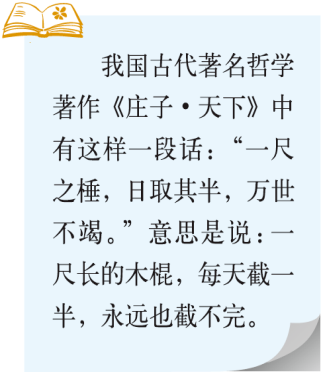 我国古代著名哲学
著作《庄子·天下》中
有这样一段话：“一尺
之棰，日取其半，万世
不竭。”意思是说：一
尺长的木棍，每天截一
半，永远也截不完。